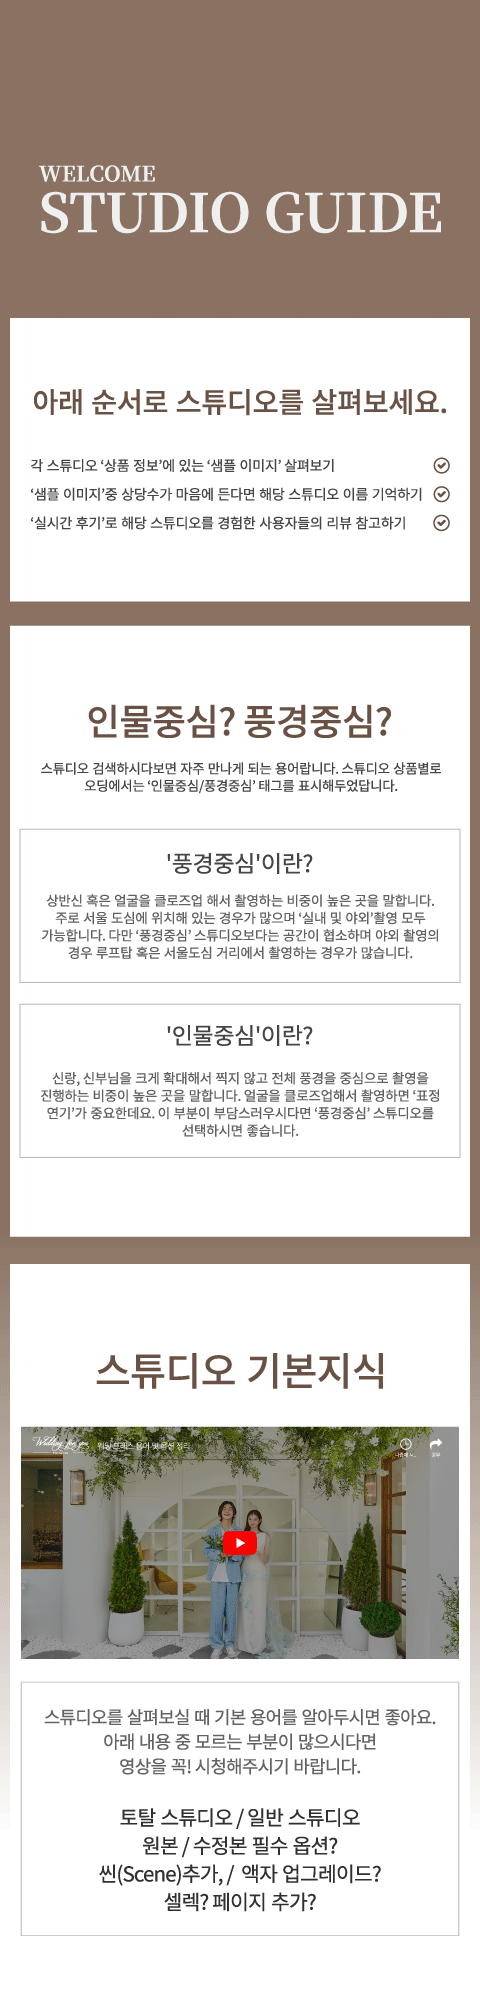 WELCOME
STUDIO GUIDE
아래 순서로 스튜디오를 살펴보세요.
각 스튜디오 ‘상품 정보’에 있는 ‘샘플 이미지’ 살펴보기
‘샘플 이미지’중 상당수가 마음에 든다면 해당 스튜디오 이름 기억하기
‘실시간 후기’로 해당 스튜디오를 경험한 사용자들의 리뷰 참고하기
인물중심? 풍경중심?
스튜디오 검색하시다보면 자주 만나게 되는 용어랍니다. 스튜디오 상품별로
오딩에서는 ‘인물중심/풍경중심’ 태그를 표시해두었답니다.
'풍경중심'이란?
상반신 혹은 얼굴을 클로즈업 해서 촬영하는 비중이 높은 곳을 말합니다.
주로 서울 도심에 위치해 있는 경우가 많으며 ‘실내 및 야외’촬영 모두
가능합니다. 다만 ‘풍경중심’ 스튜디오보다는 공간이 협소하며 야외 촬영의
경우 루프탑 혹은 서울도심 거리에서 촬영하는 경우가 많습니다.
'인물중심'이란?
신랑, 신부님을 크게 확대해서 찍지 않고 전체 풍경을 중심으로 촬영을
진행하는 비중이 높은 곳을 말합니다. 얼굴을 클로즈업해서 촬영하면 ‘표정
연기’가 중요한데요. 이 부분이 부담스러우시다면 ‘풍경중심’ 스튜디오를
선택하시면 좋습니다.
스튜디오 기본지식
Wedding for you
공유
스튜디오를 살펴보실 때 기본 용어를 알아두시면 좋아요.
아래 내용 중 모르는 부분이 많으시다면
영상을 꼭! 시청해주시기 바랍니다.
토탈 스튜디오 / 일반 스튜디오
원본 / 수정본 필수 옵션?
씬(Scene)추가, / 액자 업그레이드?
셀렉? 페이지 추가?